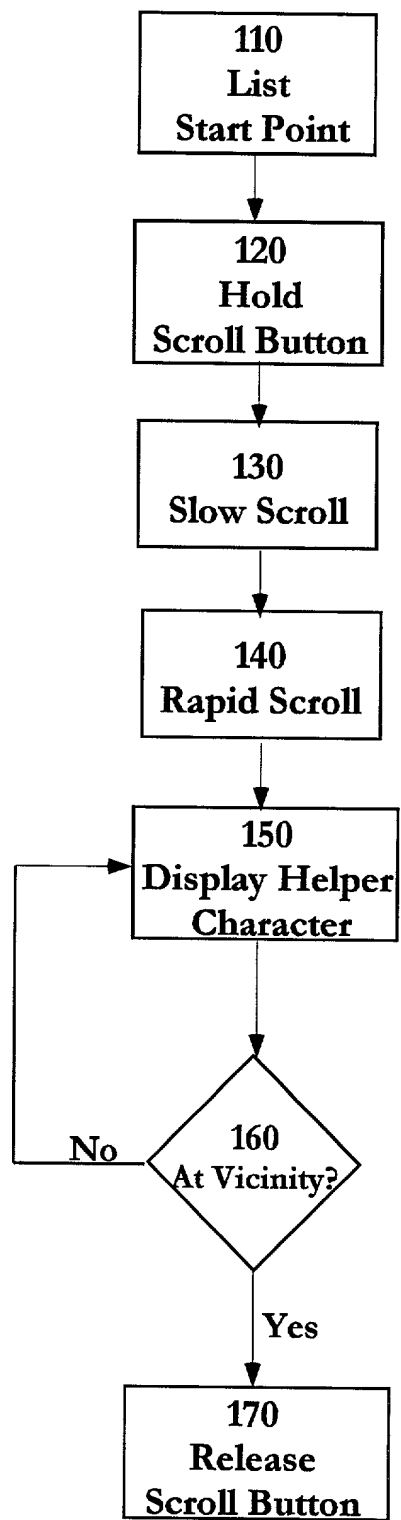 110
List
Start Point
120
Hold
Scroll Button
130
Slow Scroll
140
Rapid Scroll
150
Display Helper
Character
160
At Vicinity?
No
Yes
170
Release
Scroll Button